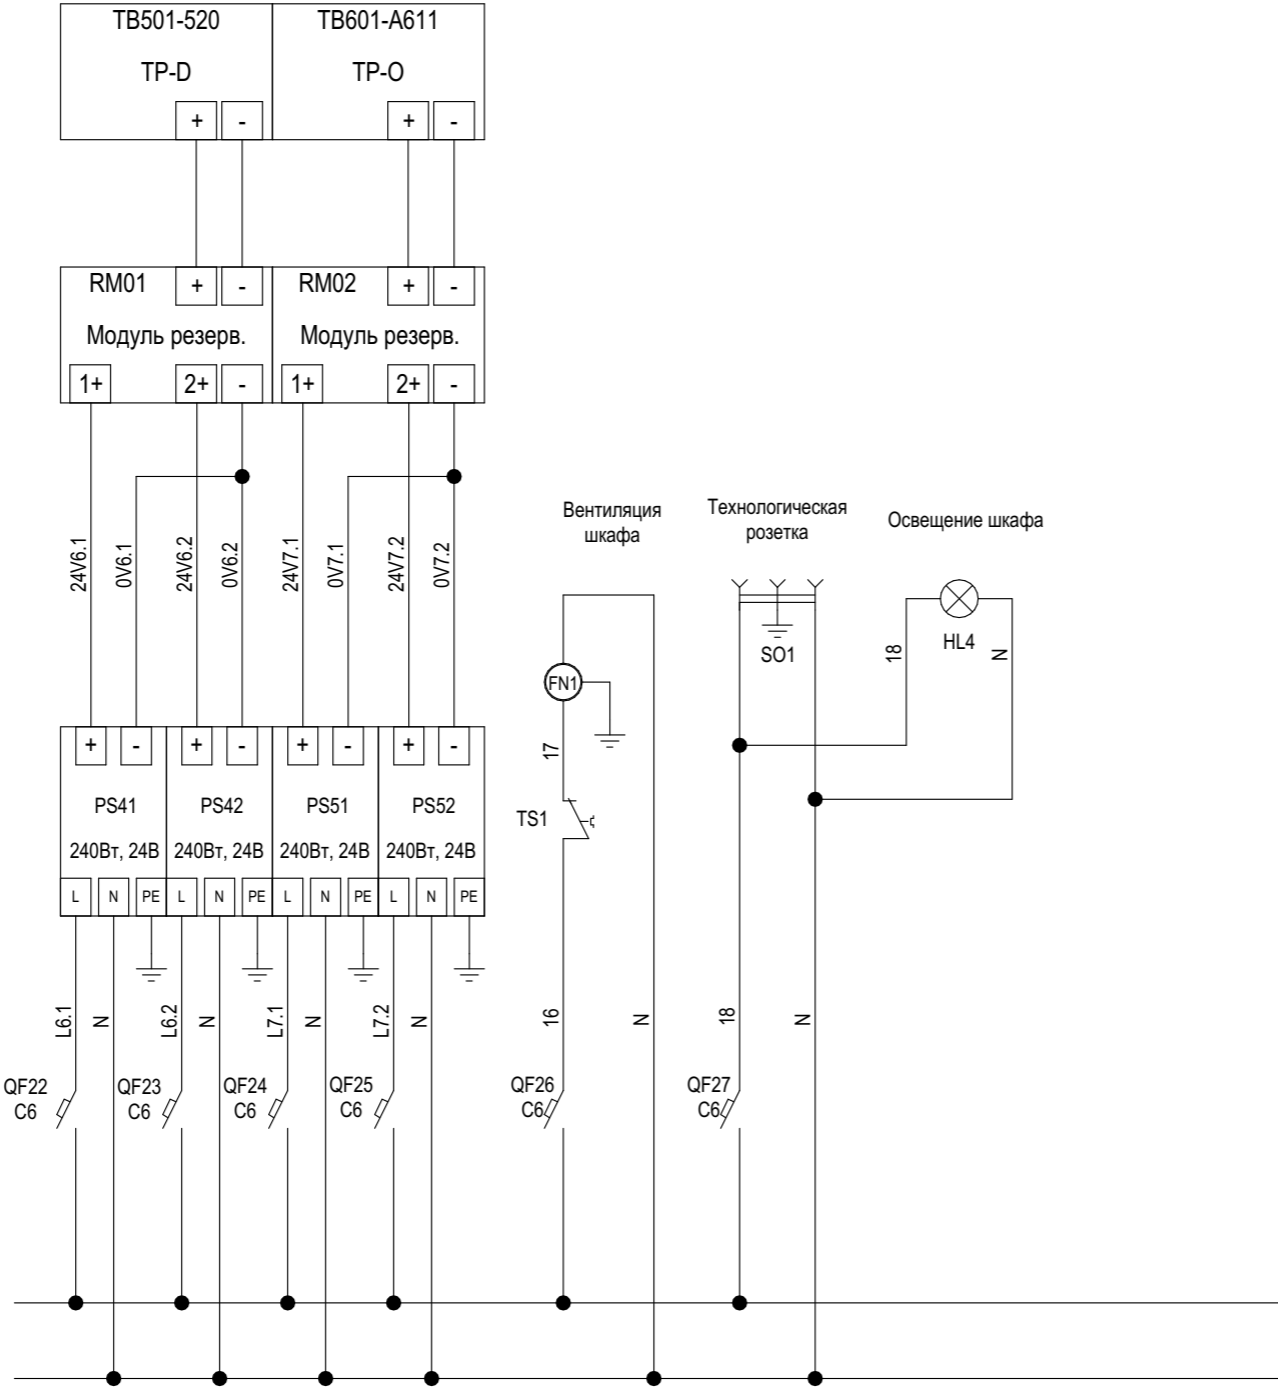 TB501-520
TB601-A611
TP-D
TP-O
+ - + -
RM01 + - RM02 + -
Модуль резерв.
Модуль резерв.
1+ 2+ - 1+ 2+ -
24V6.1
0V6.1
24V6.2
0V6.2
24V7.1
0V7.1
24V7.2
0V7.2
Вентиляция
шкафа
Технологическая
розетка
Освещение шкафа
FN1
SO1
HL4
18
N
17
TS1
+ - + - + - + -
PS41
PS42
PS51
PS52
240Вт, 24В
240Вт, 24В
240Вт, 24В
240Вт, 24В
L N PE L N PE L N PE L N PE
L6.1
N
L6.2
N
L7.1
N
L7.2
N
16
N
18
N
QF22
C6
QF23
C6
QF24
C6
QF25
C6
QF26
C6
QF27
C6